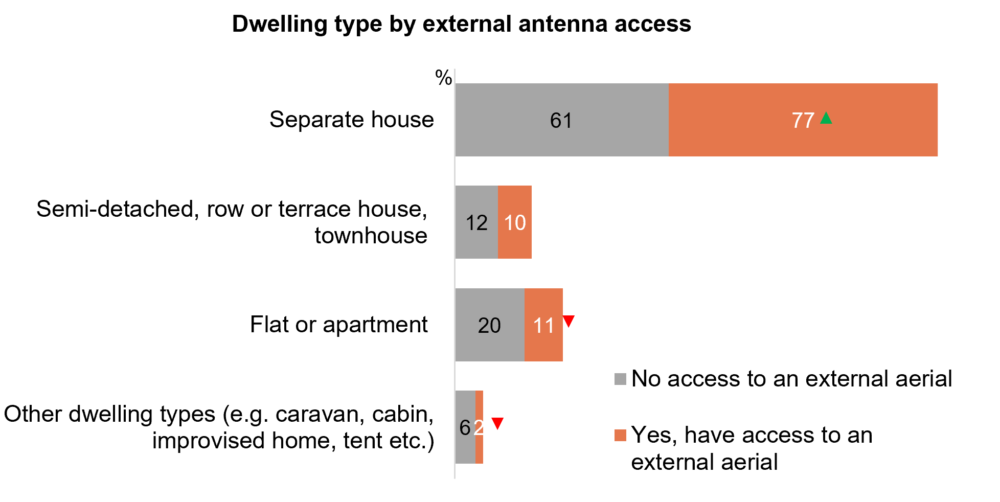 Dwelling type by external antenna access
%
Separate house
61
77
Semi-detached, row or terrace house,
townhouse
12
10
Flat or apartment
20
11
Other dwelling types (e.g. caravan, cabin,
improvised home, tent etc.)
6
2
No access to an external aerial
Yes, have access to an
external aerial